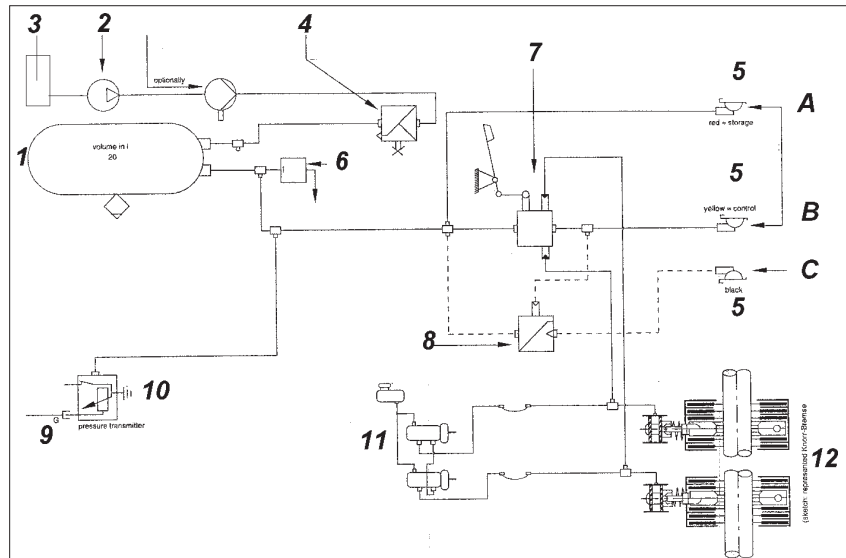 3
2
4
optionally
7
5
A
red = storage
1
volume in l
20
6
5
yellow = control
B
C
black
5
8
10
9
G
pressure transmitter
11
12
(sketch: represented Knorr-Bremse